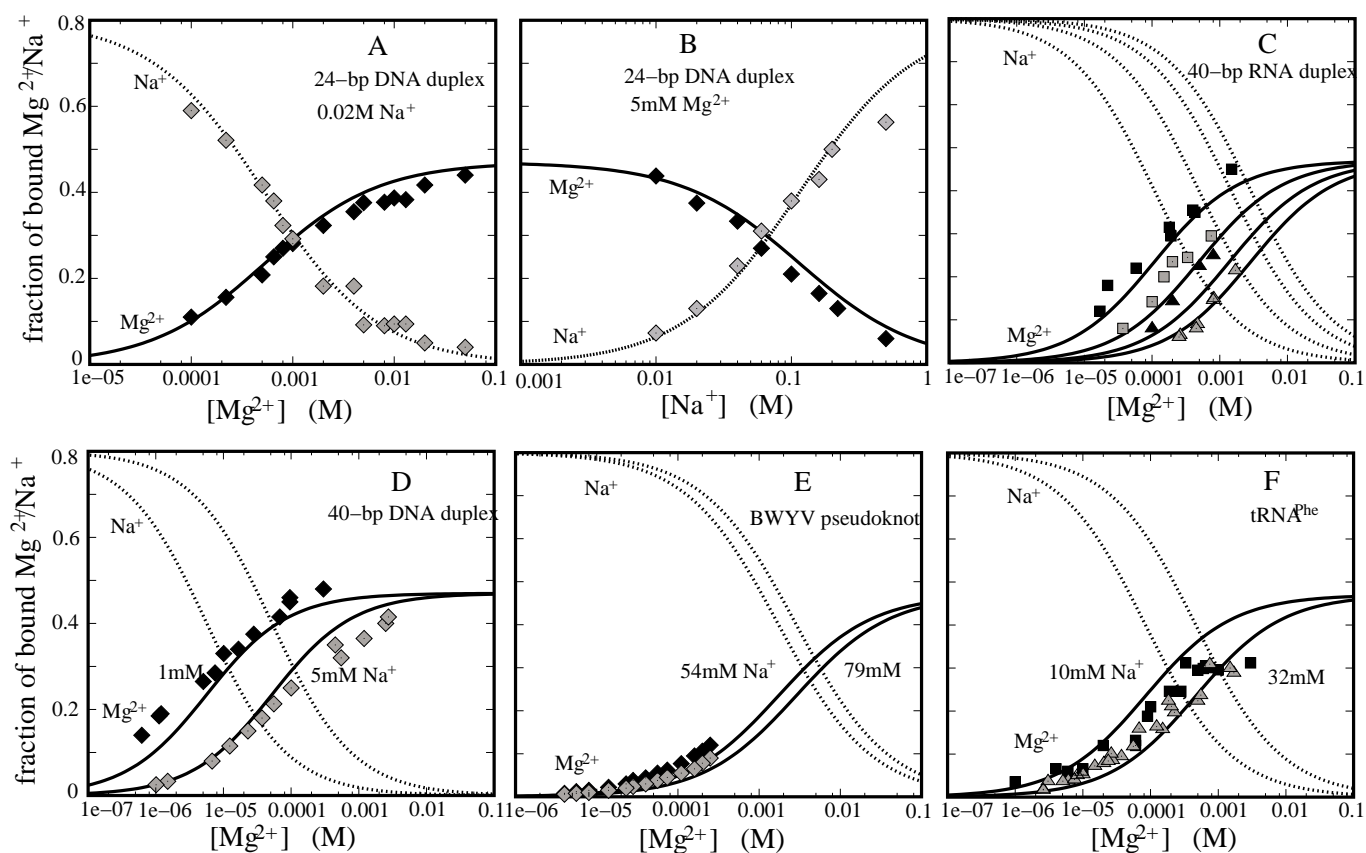 A
Na⁺
24−bp DNA duplex
0.02M Na⁺
Mg²⁺
0.8
0.6
0.4
0.2
0
fraction of bound Mg²⁺/Na⁺
1e−05 0.0001 0.001 0.01 0.1
[Mg²⁺] (M)
B
24−bp DNA duplex
5mM Mg²⁺
Mg²⁺
Na⁺
0.001 0.01 0.1 1
[Na⁺] (M)
C
Na⁺
40−bp RNA duplex
Mg²⁺
1e−07 1e−06 1e−05 0.0001 0.001 0.01 0.1
[Mg²⁺] (M)
D
Na⁺
40−bp DNA duplex
1mM
5mM Na⁺
Mg²⁺
0.8
0.6
0.4
0.2
0
fraction of bound Mg²⁺/Na⁺
1e−07 1e−06 1e−05 0.0001 0.001 0.01 0.1
[Mg²⁺] (M)
E
Na⁺
BWYV pseudoknot
54mM Na⁺
79mM
Mg²⁺
1e−07 1e−06 1e−05 0.0001 0.001 0.01 0.1
[Mg²⁺] (M)
F
Na⁺
tRNAᴾʰᵉ
10mM Na⁺
32mM
Mg²⁺
1e−07 1e−06 1e−05 0.0001 0.001 0.01 0.1
[Mg²⁺] (M)